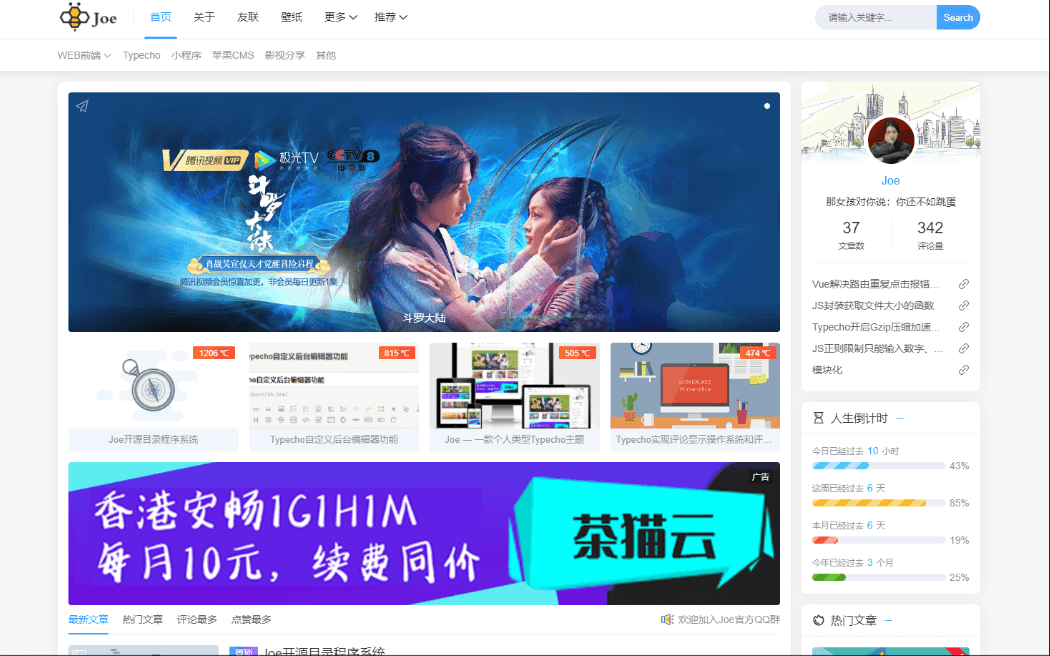 Joe
首页 关于 友联 壁纸 更多 推荐
请输入关键字... Search
WEB前端 Typecho 小程序 苹果CMS 影视分享 其他
V 腾讯视频 VIP 极光TV CCTV 8
斗罗大陆
肖战吴宣仪天才觉醒冒险启程
腾讯视频会员惊喜加更,非会员每日更新1集
斗罗大陆
1206 ℃
Joe开源目录程序系统
815 ℃
typecho自定义后台编辑器功能
Typecho自定义后台编辑器功能
505 ℃
Joe — 一款个人类型Typecho主题
474 ℃
WORKPLACE
Typecho实现评论显示操作系统和评...
广告
香港安畅1G1H1M
每月10元，续费同价
茶猫云
最新文章 热门文章 评论最多 点赞最多
欢迎加入Joe官方QQ群
Joe开源目录程序系统
Joe
那女孩对你说：你还不如跳蛋
37 342
文章数 评论量
Vue解决路由重复点击报错...
JS封装获取文件大小的函数
Typecho开启Gzip压缩加速...
JS正则限制只能输入数字、...
模块化
人生倒计时
今日已经过去 10 小时
43%
这周已经过去 6 天
85%
本月已经过去 6 天
19%
今年已经过去 3 个月
25%
热门文章